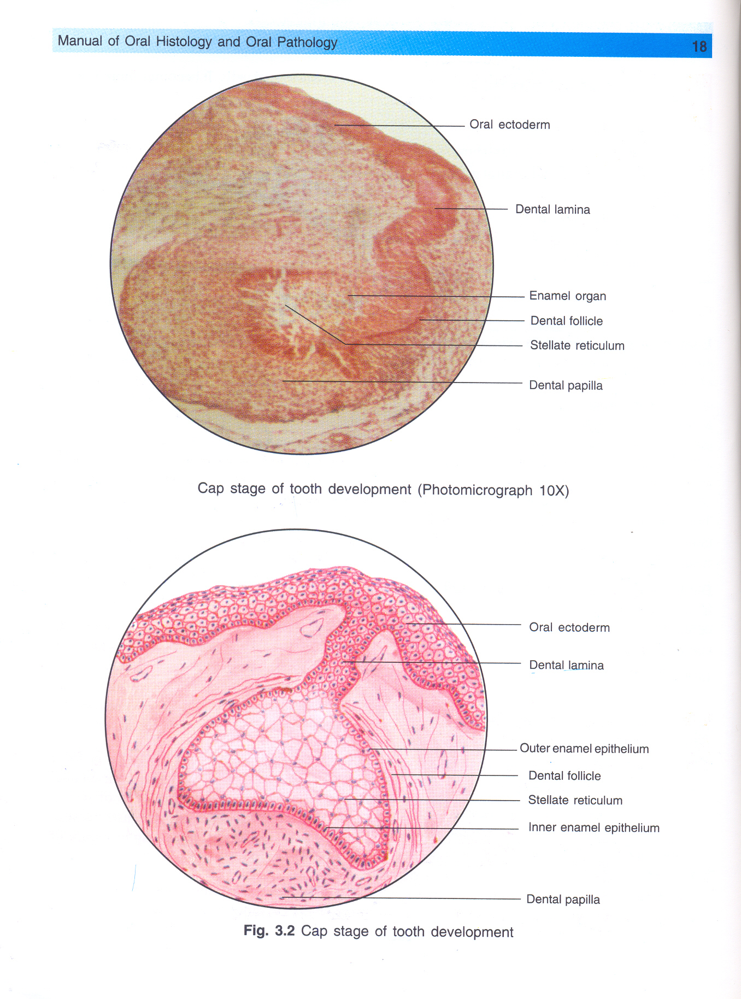 Manual of Oral Histology and Oral Pathology
18
Oral ectoderm
Dental lamina
Enamel organ
Dental follicle
Stellate reticulum
Dental papilla
Cap stage of tooth development (Photomicrograph 10X)
Oral ectoderm
Dental lamina
Outer enamel epithelium
Dental follicle
Stellate reticulum
Inner enamel epithelium
Dental papilla
Fig. 3.2 Cap stage of tooth development